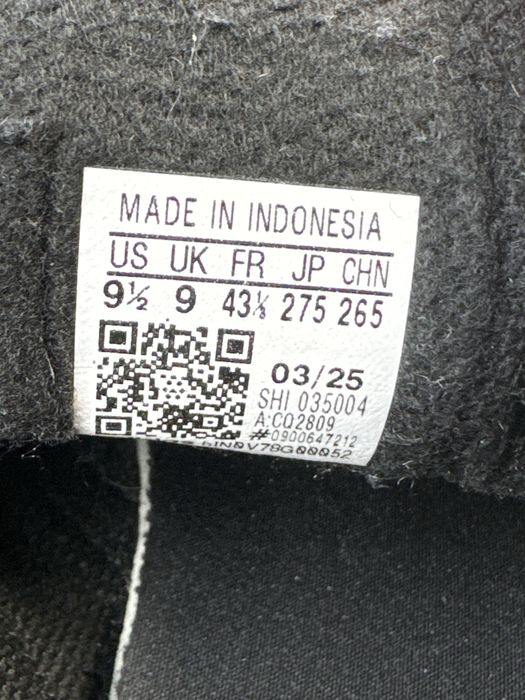 MADE IN INDONESIA
US UK FR JP CHN
9½ 9 43⅓ 275 265
03/25
SHI 035004
A:CQ2809
#0900647212